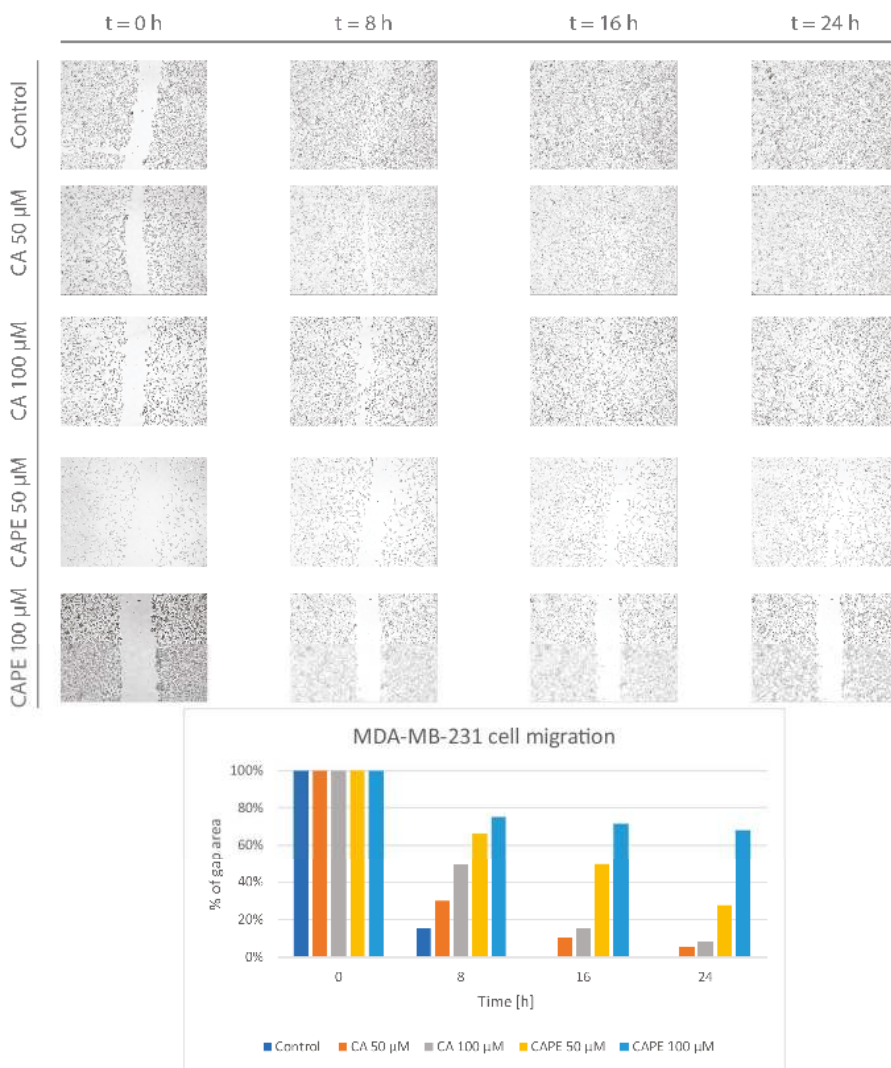 t = 0 h t = 8 h t = 16 h t = 24 h
Control
CA 50 μM
CA 100 μM
CAPE 50 μM
CAPE 100 μM
MDA-MB-231 cell migration
100%
80%
60%
40%
20%
0%
% of gap area
0 8 16 24
Time [h]
Control CA 50 μM CA 100 μM CAPE 50 μM CAPE 100 μM